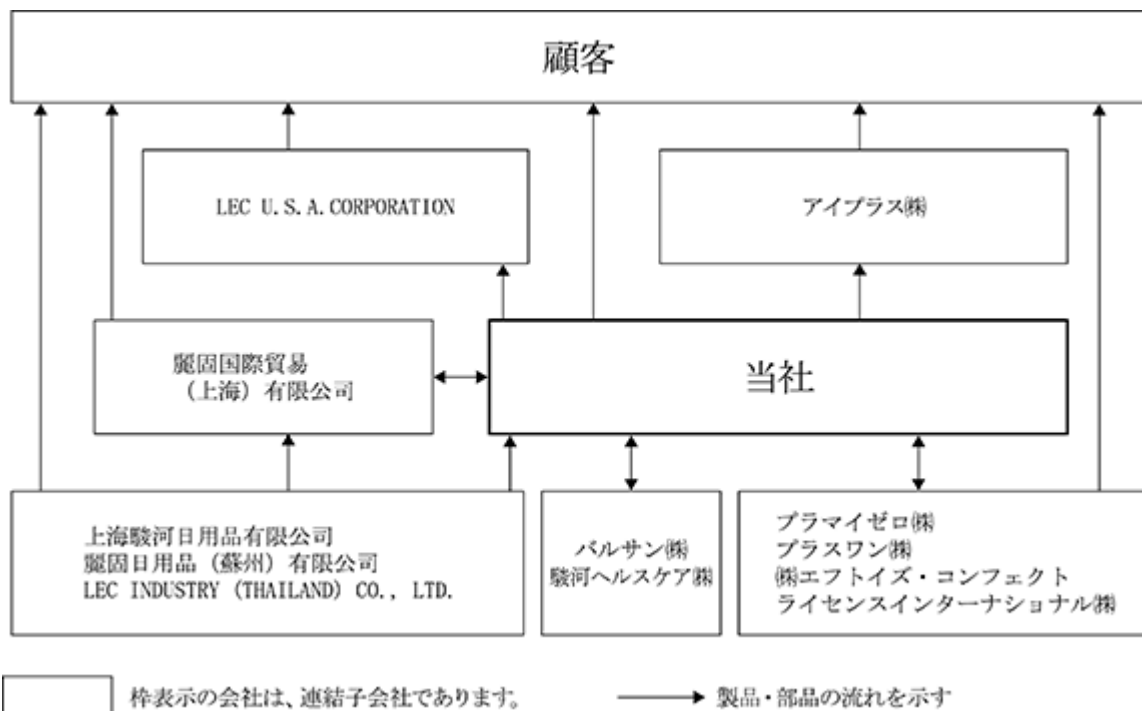 顧客
LEC U.S.A.CORPORATION
アイプラス㈱
麗固国際貿易
（上海）有限公司
当社
上海駿河日用品有限公司
麗固日用品（蘇州）有限公司
LEC INDUSTRY (THAILAND) CO., LTD.
バルサン㈱
駿河ヘルスケア㈱
プラマイゼロ㈱
プラスワン㈱
㈱エフトイズ・コンフェクト
ライセンスインターナショナル㈱
枠表示の会社は、連結子会社であります。
製品・部品の流れを示す